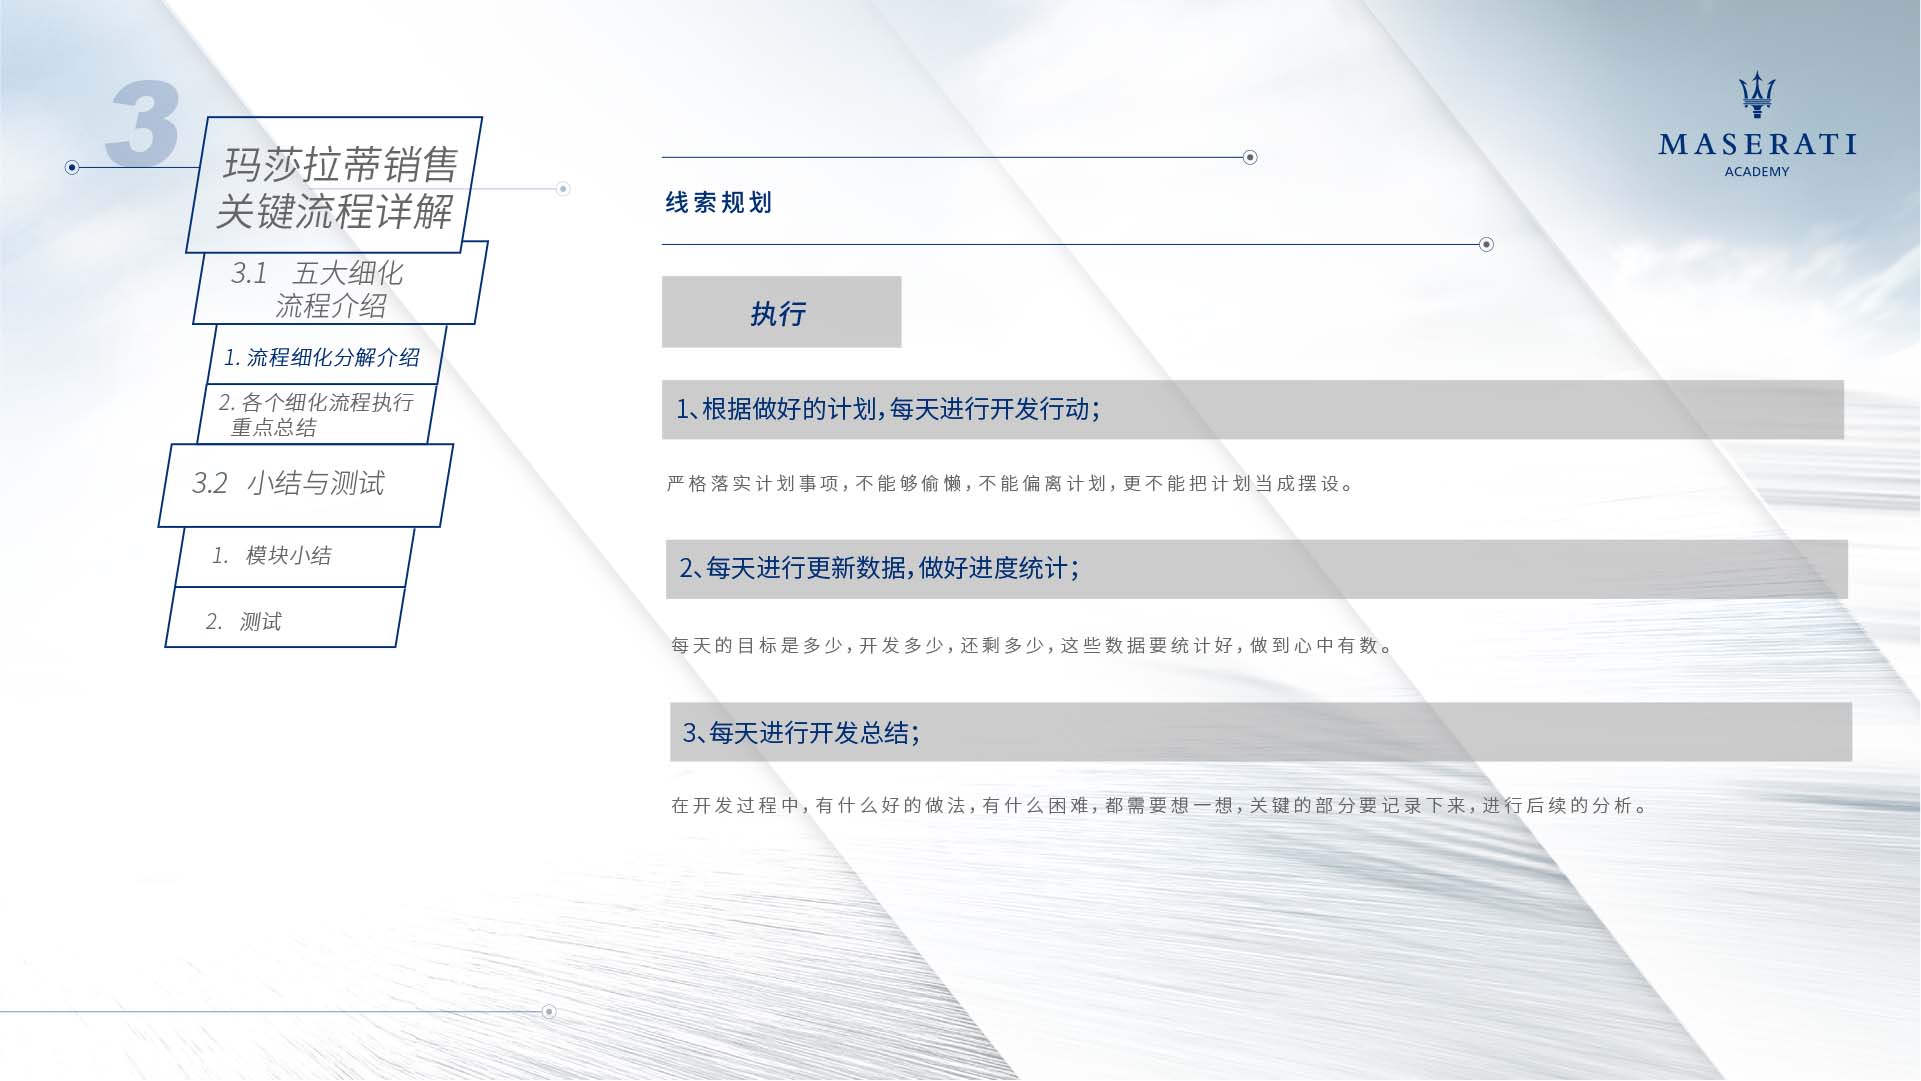 3
玛莎拉蒂销售
关键流程详解
3.1 五大细化
流程介绍
1. 流程细化分解介绍
2. 各个细化流程执行
重点总结
3.2 小结与测试
1. 模块小结
2. 测试
MASERATI
ACADEMY
线索规划
执行
1、根据做好的计划，每天进行开发行动；
严格落实计划事项，不能够偷懒，不能偏离计划，更不能把计划当成摆设。
2、每天进行更新数据，做好进度统计；
每天的目标是多少，开发多少，还剩多少，这些数据要统计好，做到心中有数。
3、每天进行开发总结；
在开发过程中，有什么好的做法，有什么困难，都需要想一想，关键的部分要记录下来，进行后续的分析。